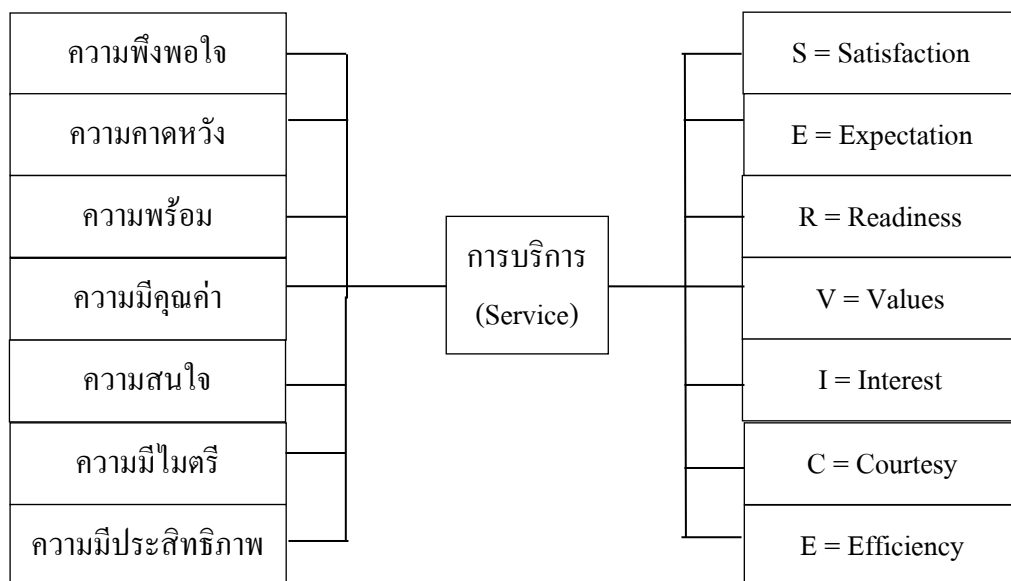 ความพึงพอใจ
ความคาดหวัง
ความพร้อม
ความมีคุณค่า
ความสนใจ
ความมีไมตรี
ความมีประสิทธิภาพ
การบริการ
(Service)
S = Satisfaction
E = Expectation
R = Readiness
V = Values
I = Interest
C = Courtesy
E = Efficiency